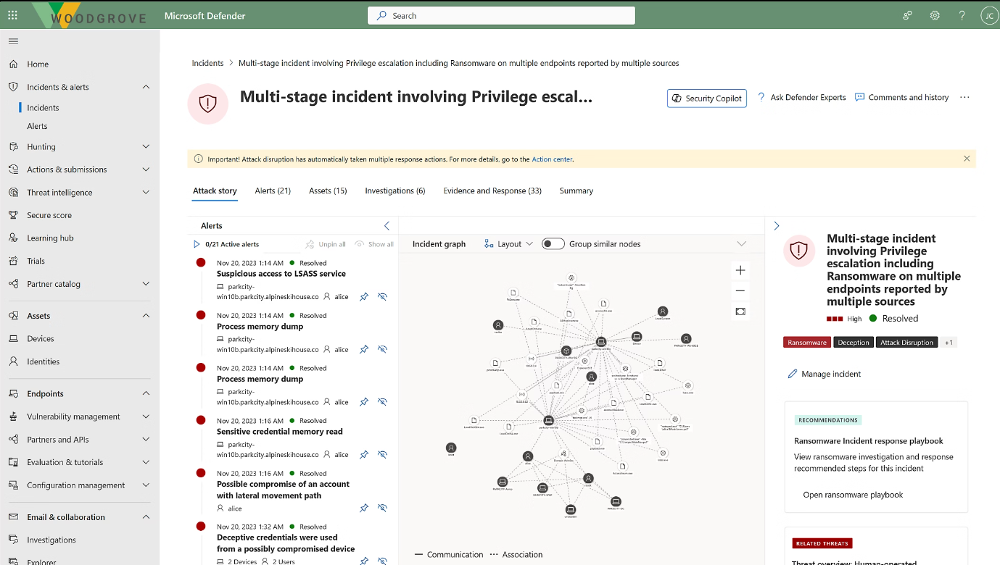 WOODGROVE
Microsoft Defender
Search
JC
Home
Incidents & alerts
Incidents
Alerts
Hunting
Actions & submissions
Threat intelligence
Secure score
Learning hub
Trials
Partner catalog
Assets
Devices
Identities
Endpoints
Vulnerability management
Partners and APIs
Evaluation & tutorials
Configuration management
Email & collaboration
Investigations
Explorer
Incidents > Multi-stage incident involving Privilege escalation including Ransomware on multiple endpoints reported by multiple sources
Multi-stage incident involving Privilege escal...
Security Copilot
Ask Defender Experts
Comments and history
Important! Attack disruption has automatically taken multiple response actions. For more details, go to the Action center.
Attack story Alerts (21) Assets (15) Investigations (6) Evidence and Response (33) Summary
Alerts
0/21 Active alerts Unpin all Show all
Nov 20, 2023 1:14 AM Resolved
Suspicious access to LSASS service
parkcity-
win10b.parkcity.alpineskihouse.co alice
Nov 20, 2023 1:14 AM Resolved
Process memory dump
parkcity-
win10b.parkcity.alpineskihouse.co alice
Nov 20, 2023 1:14 AM Resolved
Process memory dump
parkcity-
win10b.parkcity.alpineskihouse.co alice
Nov 20, 2023 1:16 AM Resolved
Sensitive credential memory read
parkcity-
win10b.parkcity.alpineskihouse.co alice
Nov 20, 2023 1:16 AM Resolved
Possible compromise of an account
with lateral movement path
alice
Nov 20, 2023 1:32 AM Resolved
Deceptive credentials were used
from a possibly compromised device
2 Devices 2 Users
Incident graph Layout Group similar nodes
alice
payload.exe
payload.exe
alice
Communication Association
Multi-stage incident
involving Privilege
escalation including
Ransomware on multiple
endpoints reported by
multiple sources
High Resolved
Ransomware Deception Attack Disruption +1
Manage incident
RECOMMENDATIONS
Ransomware Incident response playbook
View ransomware investigation and response
recommended steps for this incident
Open ransomware playbook
RELATED THREATS
Threat overview: Human-operated